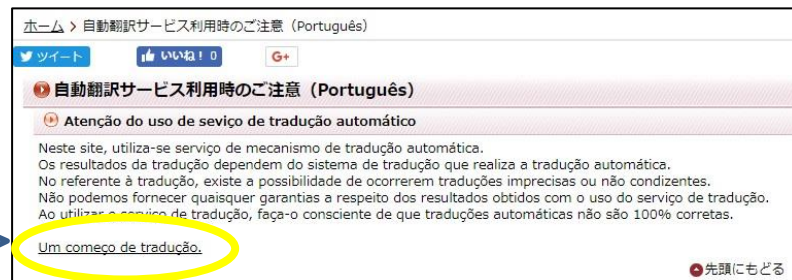 ホーム > 自動翻訳サービス利用時のご注意 (Português)
ツイート いいね! 0 G+
自動翻訳サービス利用時のご注意 (Português)
Atenção do uso de seviço de tradução automático
Neste site, utiliza-se serviço de mecanismo de tradução automática.
Os resultados da tradução dependem do sistema de tradução que realiza a tradução automática.
No referente à tradução, existe a possibilidade de ocorrerem traduções imprecisas ou não condizentes.
Não podemos fornecer quaisquer garantias a respeito dos resultados obtidos com o uso do serviço de tradução.
Ao utilizar o serviço de tradução, faça-o consciente de que traduções automáticas não são 100% corretas.
Um começo de tradução.
先頭にもどる